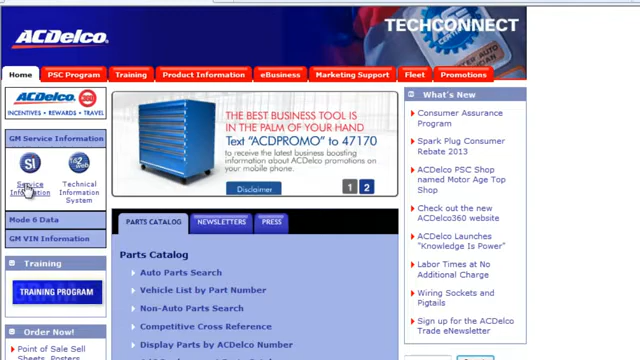 ACDelco.
TECHCONNECT
Home
PSC Program
Training
Product Information
eBusiness
Marketing Support
Fleet
Promotions
ACDelco 360
INCENTIVES • REWARDS • TRAVEL
GM Service Information
SI
Service
Information
Technical
Information
System
Mode 6 Data
GM VIN Information
Training
TRAINING PROGRAM
Order Now!
Point of Sale Sell
Sheets, Posters
THE BEST BUSINESS TOOL IS
IN THE PALM OF YOUR HAND
Text "ACDPROMO" to 47170
to receive the latest business boosting
information about ACDelco promotions on
your mobile phone.
Disclaimer
1 2
PARTS CATALOG
NEWSLETTERS
PRESS
Parts Catalog
Auto Parts Search
Vehicle List by Part Number
Non-Auto Parts Search
Competitive Cross Reference
Display Parts by ACDelco Number
What's New
Consumer Assurance
Program
Spark Plug Consumer
Rebate 2013
ACDelco PSC Shop
named Motor Age Top
Shop
Check out the new
ACDelco360 website
ACDelco Launches
"Knowledge Is Power"
Labor Times at No
Additional Charge
Wiring Sockets and
Pigtails
Sign up for the ACDelco
Trade eNewsletter